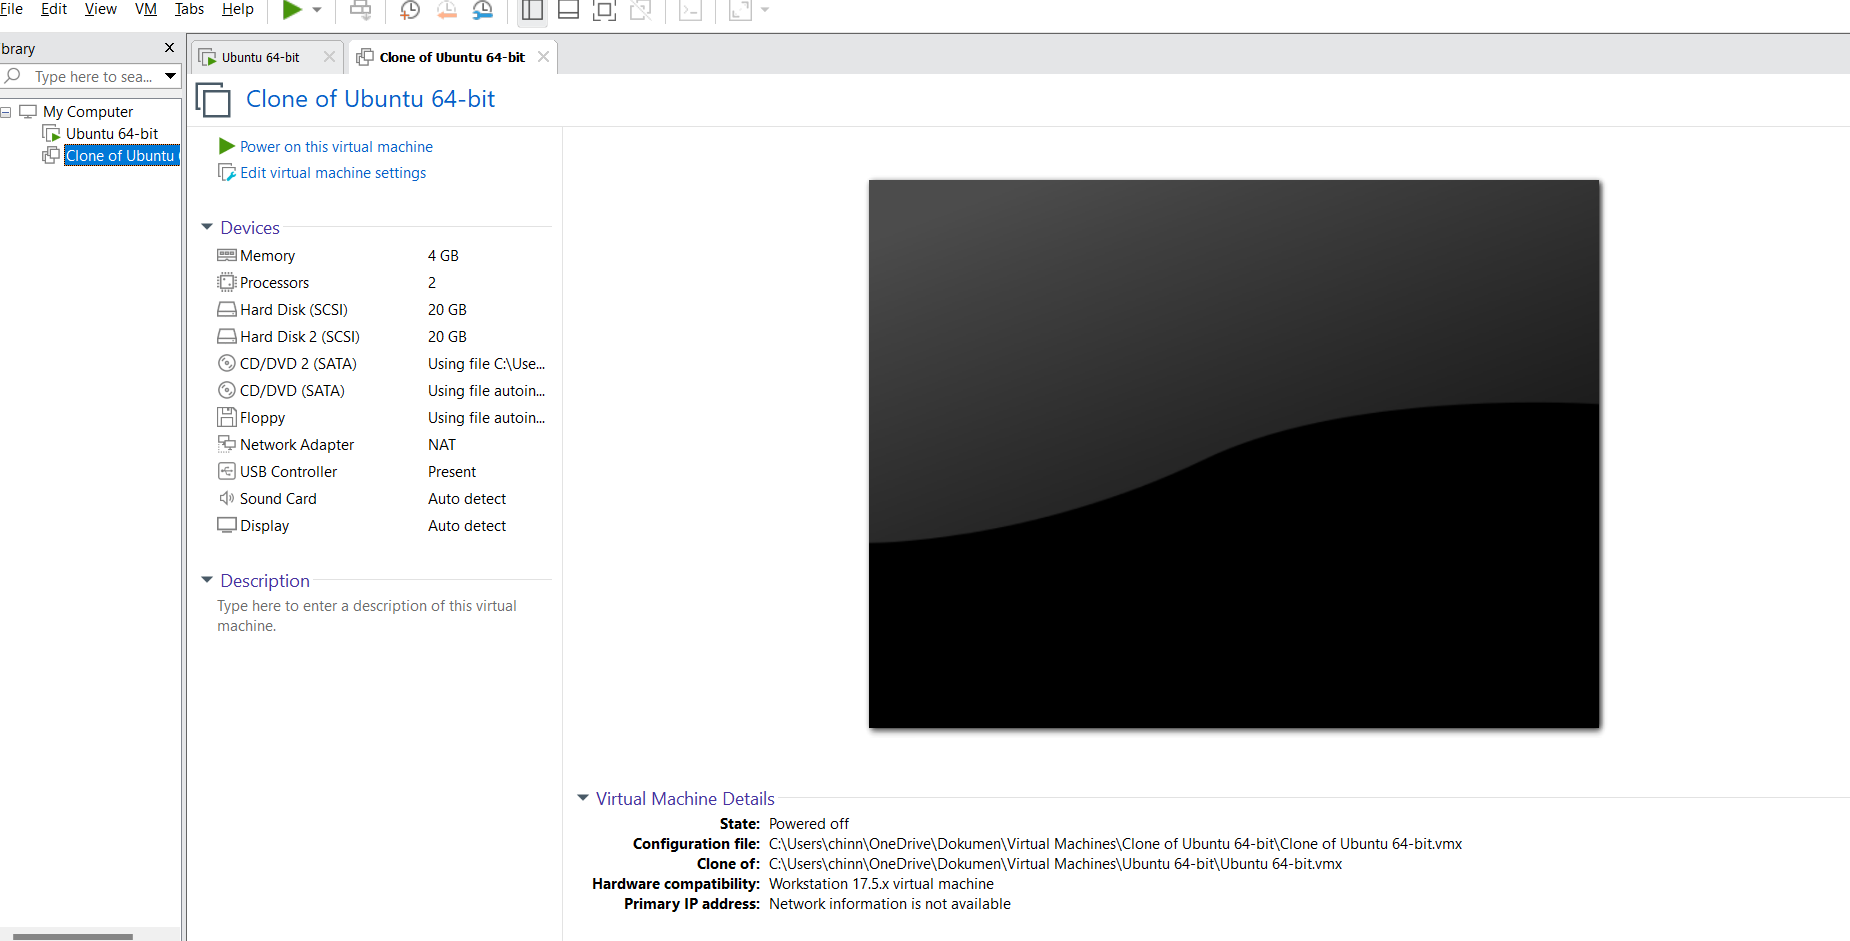 File Edit View VM Tabs Help
brary
Type here to sea...
My Computer
Ubuntu 64-bit
Clone of Ubuntu
Ubuntu 64-bit
Clone of Ubuntu 64-bit
Clone of Ubuntu 64-bit
Power on this virtual machine
Edit virtual machine settings
Devices
Memory 4 GB
Processors 2
Hard Disk (SCSI) 20 GB
Hard Disk 2 (SCSI) 20 GB
CD/DVD 2 (SATA) Using file C:\Use...
CD/DVD (SATA) Using file autoin...
Floppy Using file autoin...
Network Adapter NAT
USB Controller Present
Sound Card Auto detect
Display Auto detect
Description
Type here to enter a description of this virtual
machine.
Virtual Machine Details
State: Powered off
Configuration file: C:\Users\chinn\OneDrive\Dokumen\Virtual Machines\Clone of Ubuntu 64-bit\Clone of Ubuntu 64-bit.vmx
Clone of: C:\Users\chinn\OneDrive\Dokumen\Virtual Machines\Ubuntu 64-bit\Ubuntu 64-bit.vmx
Hardware compatibility: Workstation 17.5.x virtual machine
Primary IP address: Network information is not available